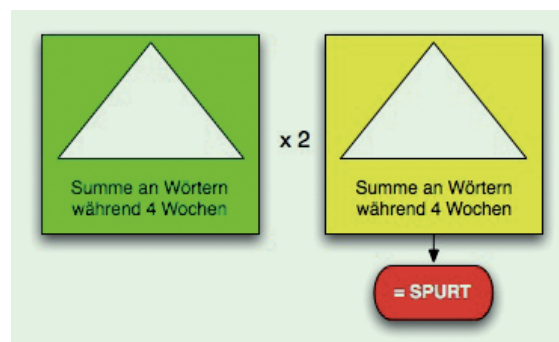 Summe an Wörtern
während 4 Wochen
x 2
Summe an Wörtern
während 4 Wochen
= SPURT